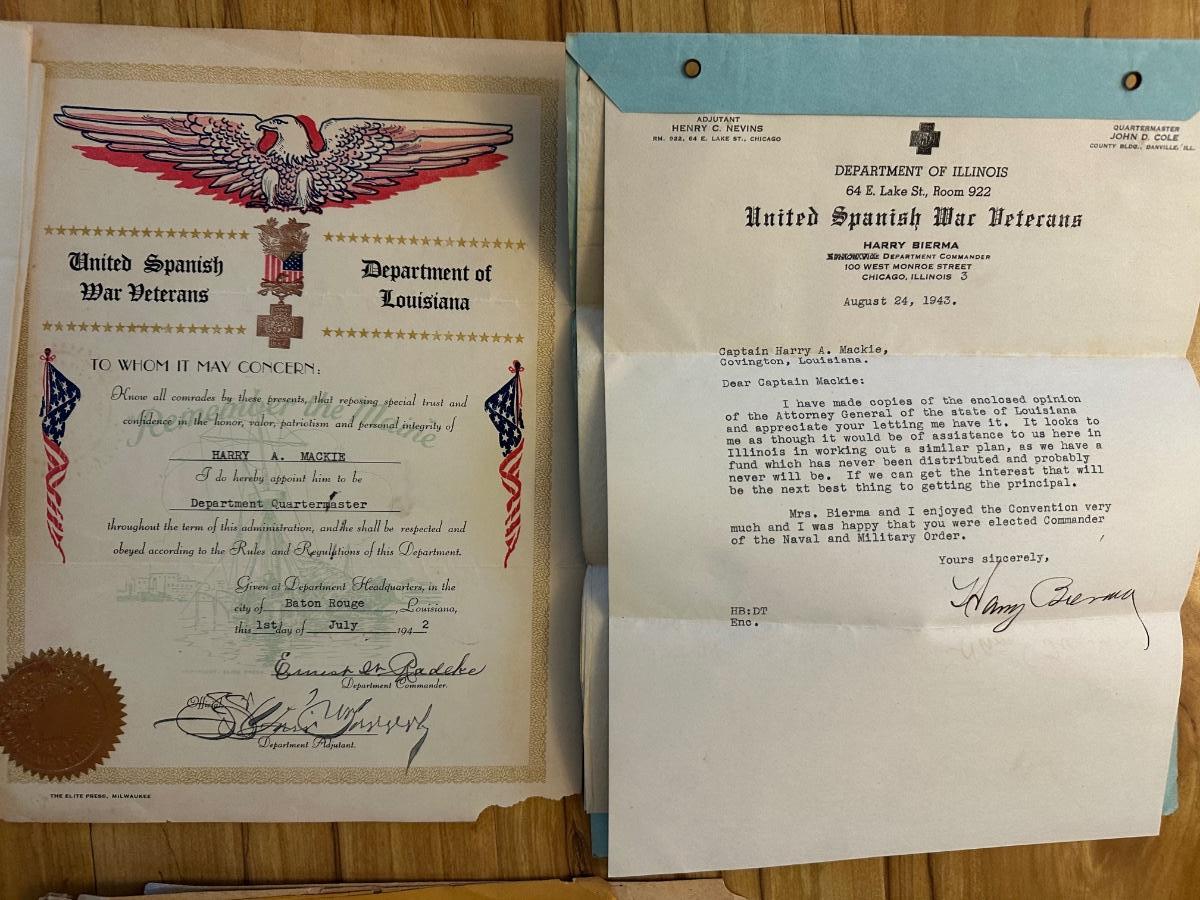 United Spanish
War Veterans
Department of
Louisiana
TO WHOM IT MAY CONCERN:
Remember the Maine
Know all comrades by these presents, that reposing special trust and
confidence in the honor, valor, patriotism and personal integrity of
HARRY A. MACKIE
I do hereby appoint him to be
Department Quartermaster
throughout the term of this administration, and he shall be respected and
obeyed according to the Rules and Regulations of this Department.
Given at Department Headquarters, in the
city of Baton Rouge, Louisiana,
this 1st day of July 1942
Ernest W Radeke
Department Commander.
Official
Department Adjutant.
THE ELITE PRESS, MILWAUKEE
ADJUTANT
HENRY C. NEVINS
RM. 922, 64 E. LAKE ST., CHICAGO
QUARTERMASTER
JOHN D. COLE
COUNTY BLDG., DANVILLE, ILL.
DEPARTMENT OF ILLINOIS
64 E. Lake St., Room 922
United Spanish War Veterans
HARRY BIERMA
DEPARTMENT COMMANDER
100 WEST MONROE STREET
CHICAGO, ILLINOIS 3
August 24, 1943.
Captain Harry A. Mackie,
Covington, Louisiana.
Dear Captain Mackie:
I have made copies of the enclosed opinion
of the Attorney General of the state of Louisiana
and appreciate your letting me have it. It looks to
me as though it would be of assistance to us here in
Illinois in working out a similar plan, as we have a
fund which has never been distributed and probably
never will be. If we can get the interest that will
be the next best thing to getting the principal.
Mrs. Bierma and I enjoyed the Convention very
much and I was happy that you were elected Commander
of the Naval and Military Order.
Yours sincerely,
Harry Bierma
HB:DT
Enc.